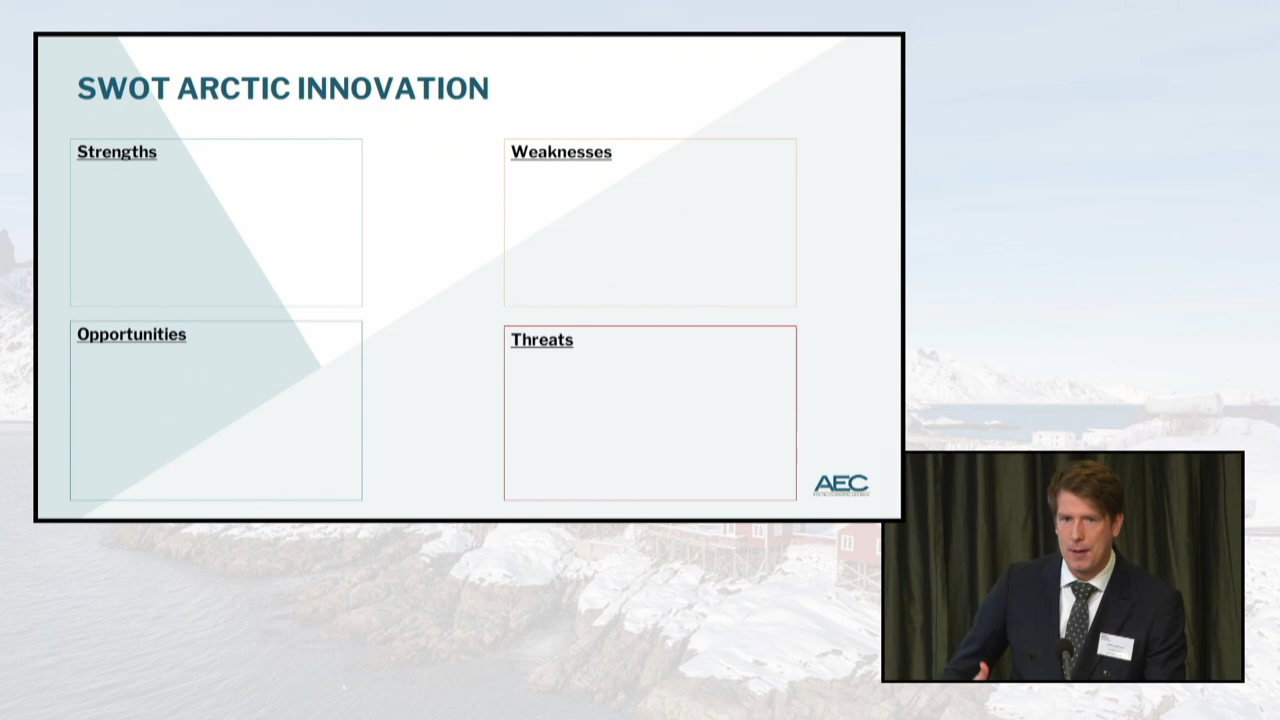 SWOT ARCTIC INNOVATION
Strengths
Weaknesses
Opportunities
Threats
AEC